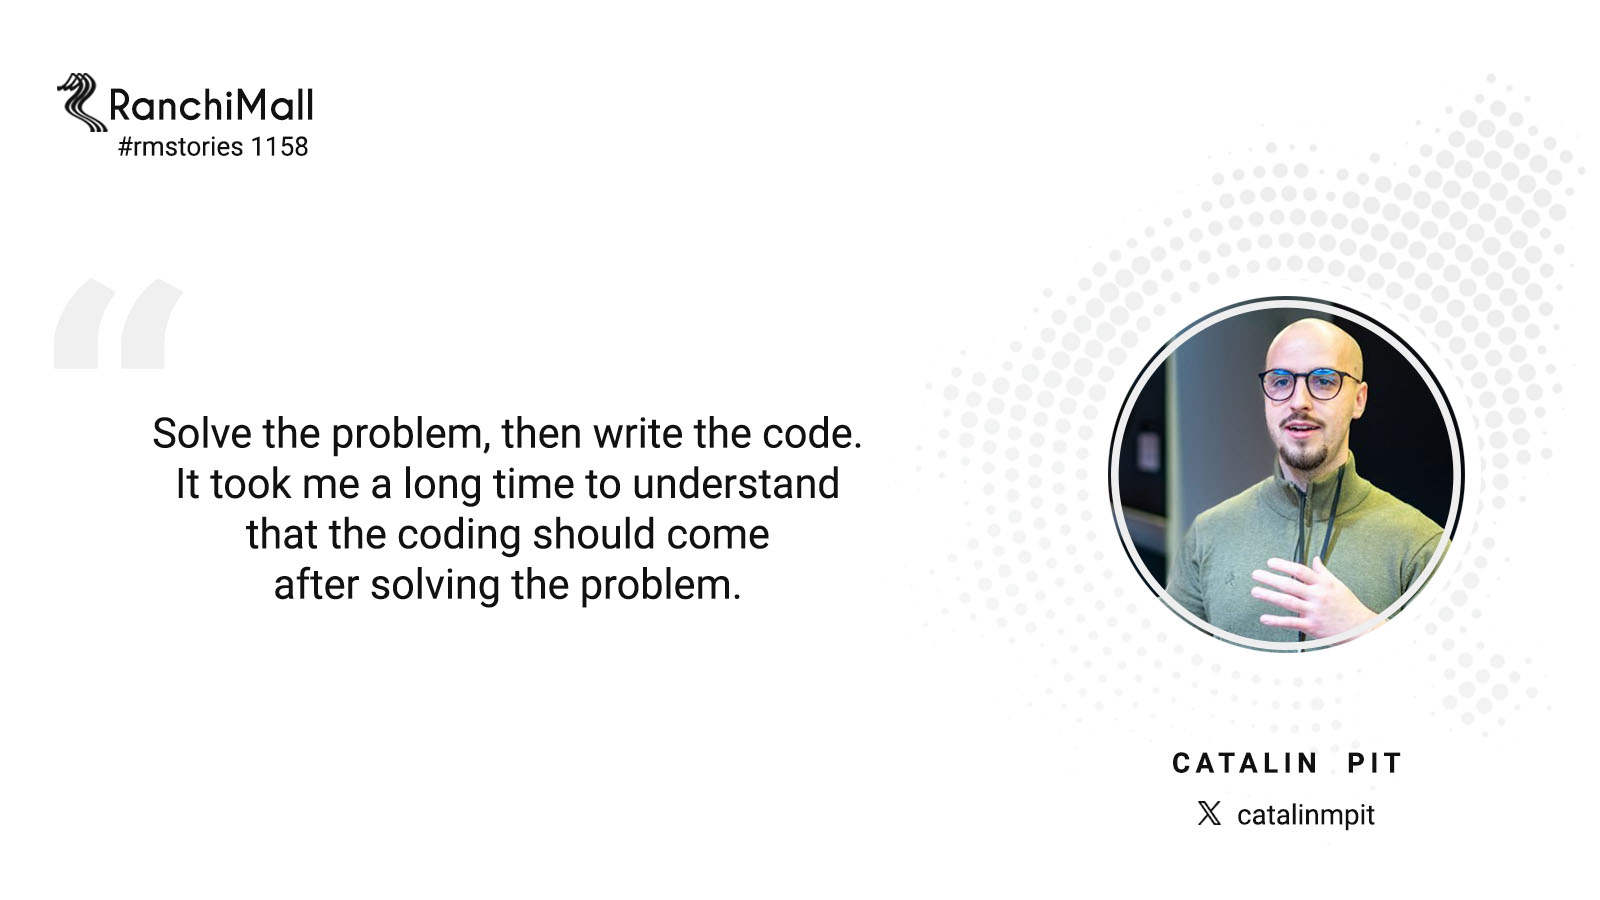 RanchiMall
#rmstories 1158
“
Solve the problem, then write the code.
It took me a long time to understand
that the coding should come
after solving the problem.
CATALIN PIT
X catalinmpit